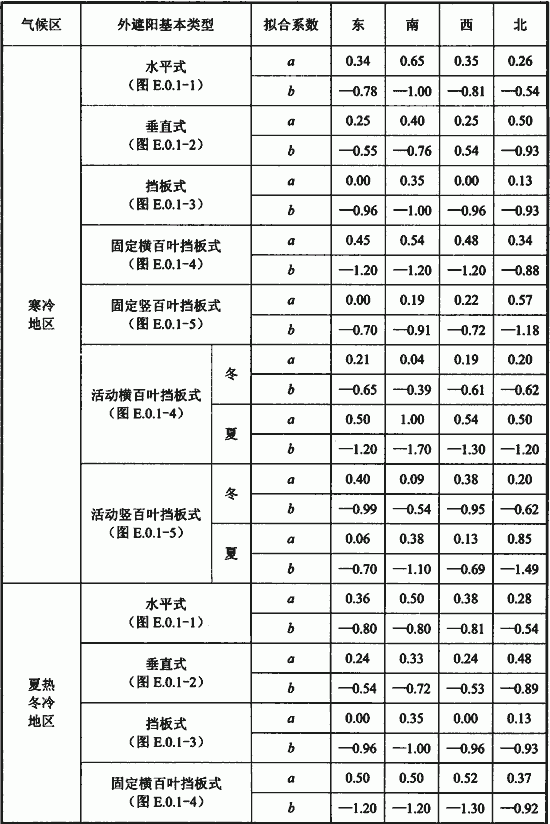 气候区 外遮阳基本类型 拟合系数 东 南 西 北
寒冷
地区
水平式
(图 E.0.1-1)
a 0.34 0.65 0.35 0.26
b —0.78 —1.00 —0.81 —0.54
垂直式
(图 E.0.1-2)
a 0.25 0.40 0.25 0.50
b —0.55 —0.76 0.54 —0.93
挡板式
(图 E.0.1-3)
a 0.00 0.35 0.00 0.13
b —0.96 —1.00 —0.96 —0.93
固定横百叶挡板式
(图 E.0.1-4)
a 0.45 0.54 0.48 0.34
b —1.20 —1.20 —1.20 —0.88
固定竖百叶挡板式
(图 E.0.1-5)
a 0.00 0.19 0.22 0.57
b —0.70 —0.91 —0.72 —1.18
活动横百叶挡板式
(图 E.0.1-4)
冬
a 0.21 0.04 0.19 0.20
b —0.65 —0.39 —0.61 —0.62
夏
a 0.50 1.00 0.54 0.50
b —1.20 —1.70 —1.30 —1.20
活动竖百叶挡板式
(图 E.0.1-5)
冬
a 0.40 0.09 0.38 0.20
b —0.99 —0.54 —0.95 —0.62
夏
a 0.06 0.38 0.13 0.85
b —0.70 —1.10 —0.69 —1.49
夏热
冬冷
地区
水平式
(图 E.0.1-1)
a 0.36 0.50 0.38 0.28
b —0.80 —0.80 —0.81 —0.54
垂直式
(图 E.0.1-2)
a 0.24 0.33 0.24 0.48
b —0.54 —0.72 —0.53 —0.89
挡板式
(图 E.0.1-3)
a 0.00 0.35 0.00 0.13
b —0.96 —1.00 —0.96 —0.93
固定横百叶挡板式
(图 E.0.1-4)
a 0.50 0.50 0.52 0.37
b —1.20 —1.20 —1.30 —0.92